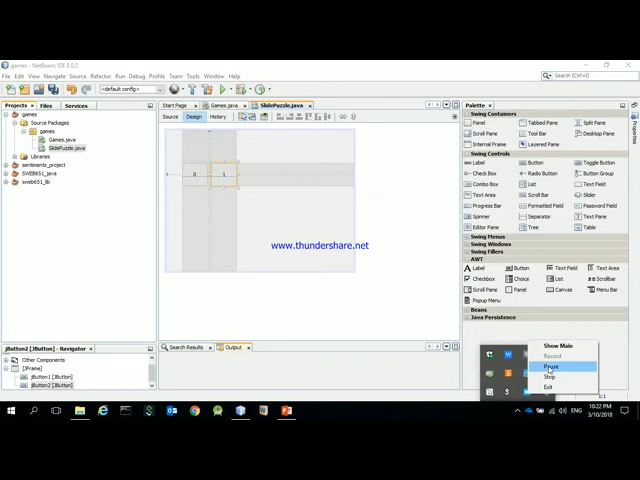 games - NetBeans IDE 8.0.2
File Edit View Navigate Source Refactor Run Debug Profile Team Tools Window Help
<default config>
Search (Ctrl+I)
Projects Files Services
games
Source Packages
games
Games.java
SlidePuzzle.java
Libraries
sentiments_project
SWEB651_java
sweb651_lib
Start Page Games.java SlidePuzzle.java
Source Design History
0 1
www.thundershare.net
Palette
Swing Containers
Panel Tabbed Pane Split Pane
Scroll Pane Tool Bar Desktop Pane
Internal Frame Layered Pane
Swing Controls
Label Button Toggle Button
Check Box Radio Button Button Group
Combo Box List Text Field
Text Area Scroll Bar Slider
Progress Bar Formatted Field Password Field
Spinner Separator Text Pane
Editor Pane Tree Table
Swing Menus
Swing Windows
Swing Fillers
AWT
Label Button Text Field Text Area
Checkbox Choice List Scrollbar
Scroll Pane Panel Canvas Menu Bar
Popup Menu
Beans
Java Persistence
Properties
jButton2 [JButton] - Navigator
Other Components
[JFrame]
jButton1 [JButton]
jButton2 [JButton]
Search Results Output
Show Main
Record
Pause
Stop
Exit
1:1
ENG
10:22 PM
3/10/2018